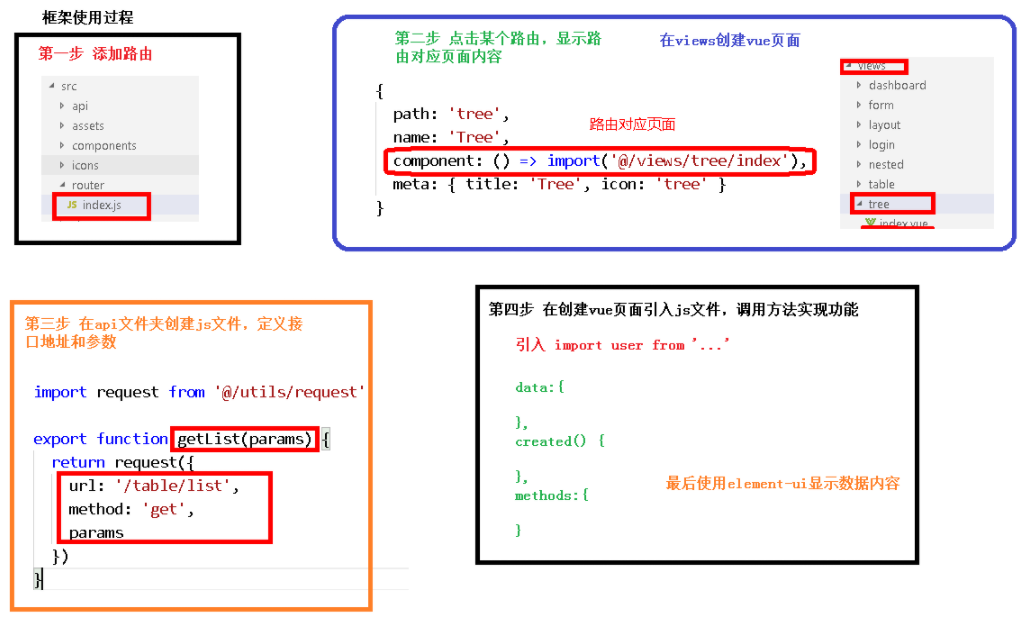 框架使用过程
第一步 添加路由
src
api
assets
components
icons
router
JS index.js
第二步 点击某个路由，显示路
由对应页面内容
在views创建vue页面
{
path: 'tree',
name: 'Tree',
路由对应页面
component: () => import('@/views/tree/index'),
meta: { title: 'Tree', icon: 'tree' }
}
views
dashboard
form
layout
login
nested
table
tree
index.vue
第三步 在api文件夹创建js文件，定义接
口地址和参数
import request from '@/utils/request'
export function getList(params) {
return request({
url: '/table/list',
method: 'get',
params
})
}
第四步 在创建vue页面引入js文件，调用方法实现功能
引入 import user from '...'
data:{
},
created() {
},
methods:{
}
最后使用element-ui显示数据内容